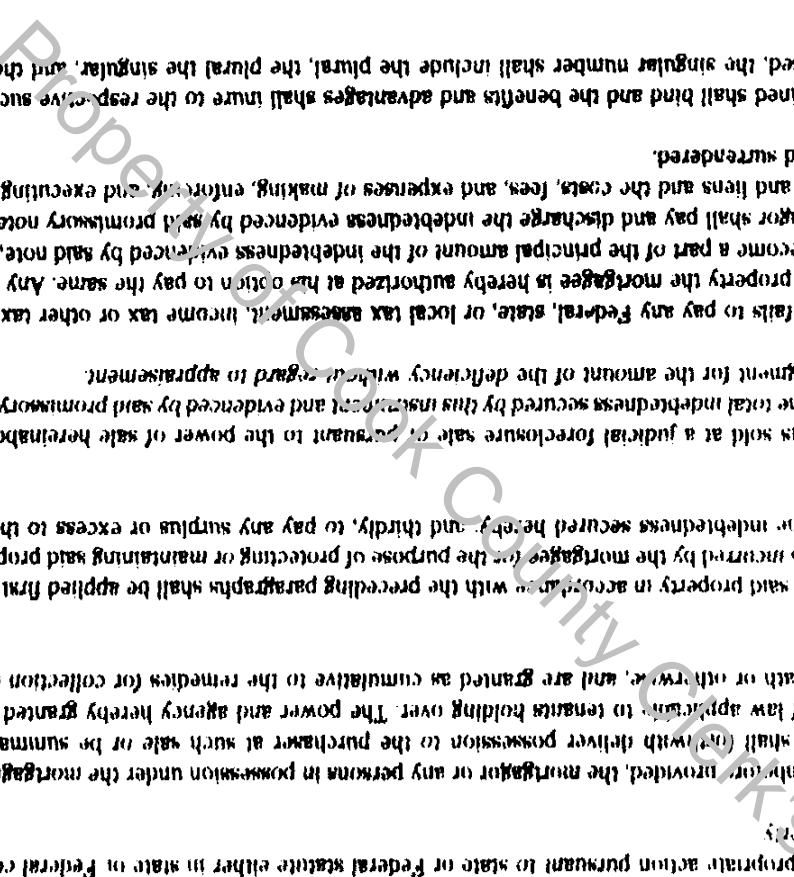 propriate action pursuant to state or Federal statute either in state or Federal co
erty
provided, the mortgagor or any persons in possession under the mortgag
shall forthwith deliver possession to the purchaser at such sale or be summa
f law applicable to tenants holding over. The power and agency hereby granted
ath or otherwise, and are granted as cumulative to the remedies for collection
said property in accordance with the preceding paragraphs shall be applied first
s incurred by the mortgagee for the purpose of protecting or maintaining said prop
he indebtedness secured hereby; and thirdly, to pay any surplus or excess to th
is sold at a judicial foreclosure sale or pursuant to the power of sale hereinab
he total indebtedness secured by this instrument and evidenced by said promissory
gment for the amount of the deficiency without regard to appraisement.
fails to pay any Federal, state, or local tax assessment, income tax or other tax
property the mortgagee is hereby authorized at his option to pay the same. Any
ecome a part of the principal amount of the indebtedness evidenced by said note,
agor shall pay and discharge the indebtedness evidenced by said promissory note
and liens and the costs, fees, and expenses of making, enforcing, and executing
d surrendered.
ined shall bind and the benefits and advantages shall inure to the respective suc
ed, the singular number shall include the plural, the plural the singular, and the
Property of Cook County Clerk's